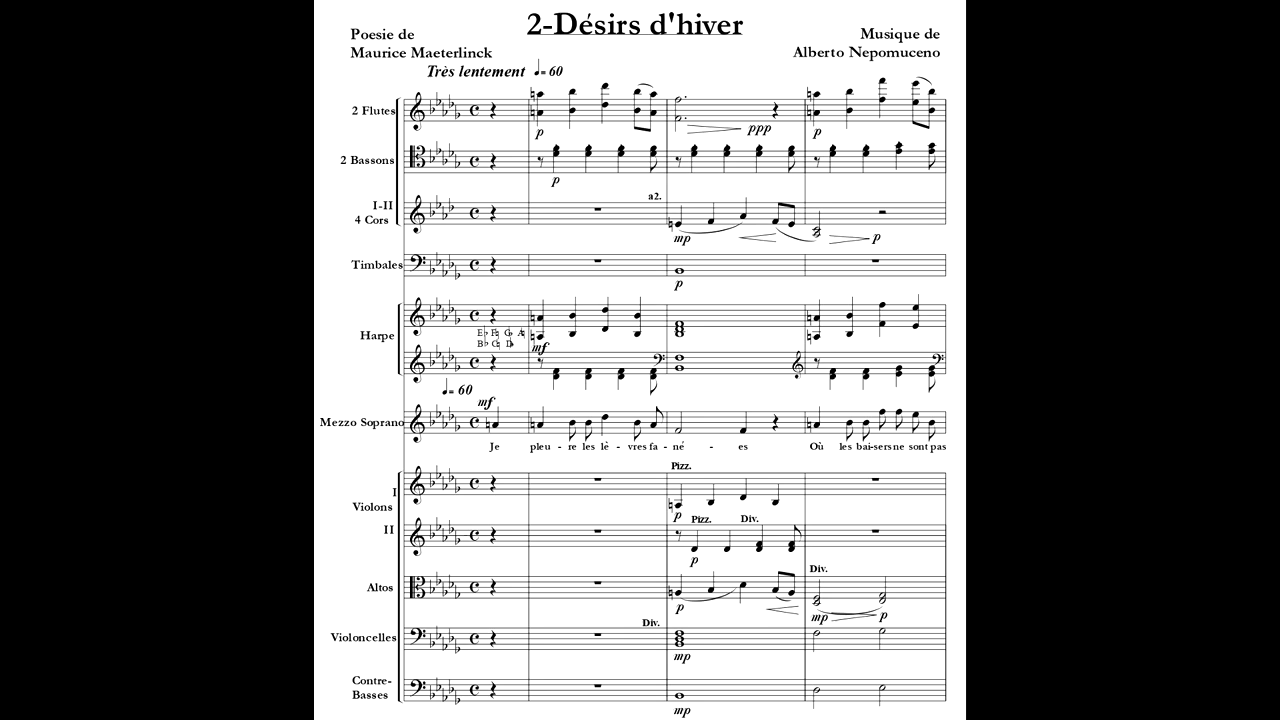 2-Désirs d'hiver
Poesie de
Maurice Maeterlinck
Musique de
Alberto Nepomuceno
Très lentement ♩= 60
2 Flutes
p
ppp
p
2 Bassons
p
I-II
4 Cors
a2.
mp
p
Timbales
p
Harpe
mf
♩= 60
mf
Mezzo Soprano
Je pleu - re les lè - vres fa - né - es Où les bai-sers ne sont pas
Pizz.
I
Violons
p
Pizz. Div.
II
p
Altos
Div.
p
mp
p
Violoncelles
Div.
mp
Contre-
Basses
mp